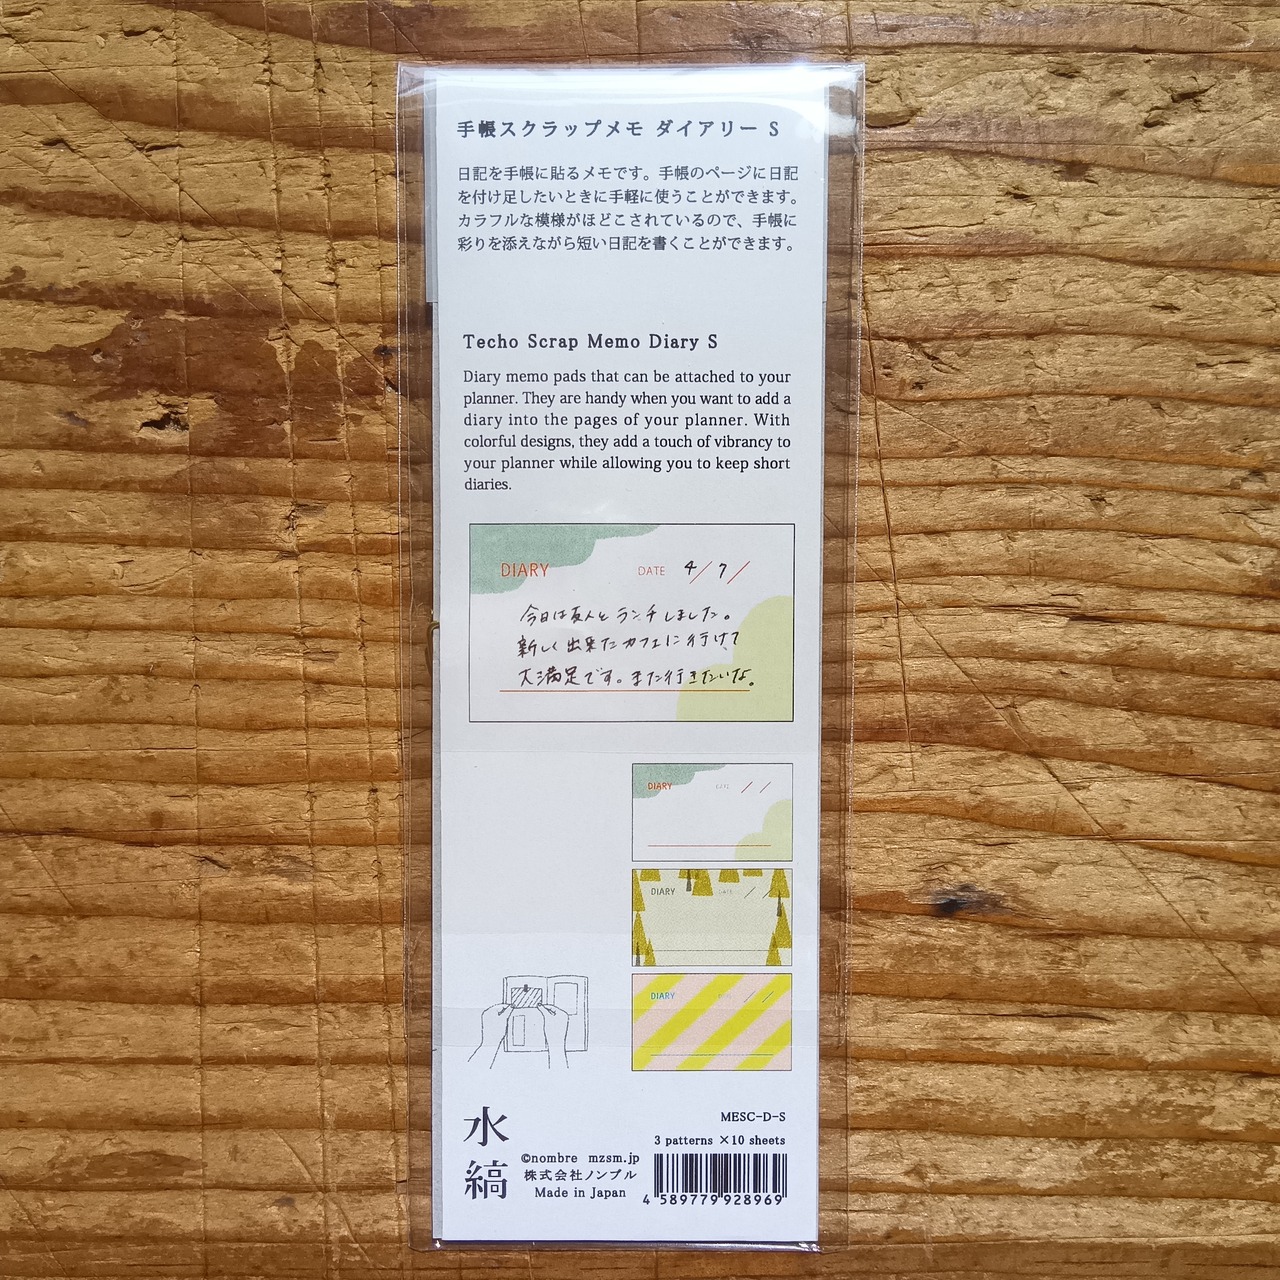 手帳スクラップメモ ダイアリー S
日記を手帳に貼るメモです。手帳のページに日記
を付け足したいときに手軽に使うことができます。
カラフルな模様がほどこされているので、手帳に
彩りを添えながら短い日記を書くことができます。
Techo Scrap Memo Diary S
Diary memo pads that can be attached to your
planner. They are handy when you want to add a
diary into the pages of your planner. With
colorful designs, they add a touch of vibrancy to
your planner while allowing you to keep short
diaries.
DIARY DATE 4/7/
今日は友人とランチしました。
新しく出来たカフェに行けて
大満足です。また行きたいな。
DIARY DATE / /
DIARY DATE / /
DIARY / /
水縞
MESC-D-S
3 patterns ×10 sheets
©nombre mzsm.jp
株式会社ノンブル
Made in Japan
4 589779 928969